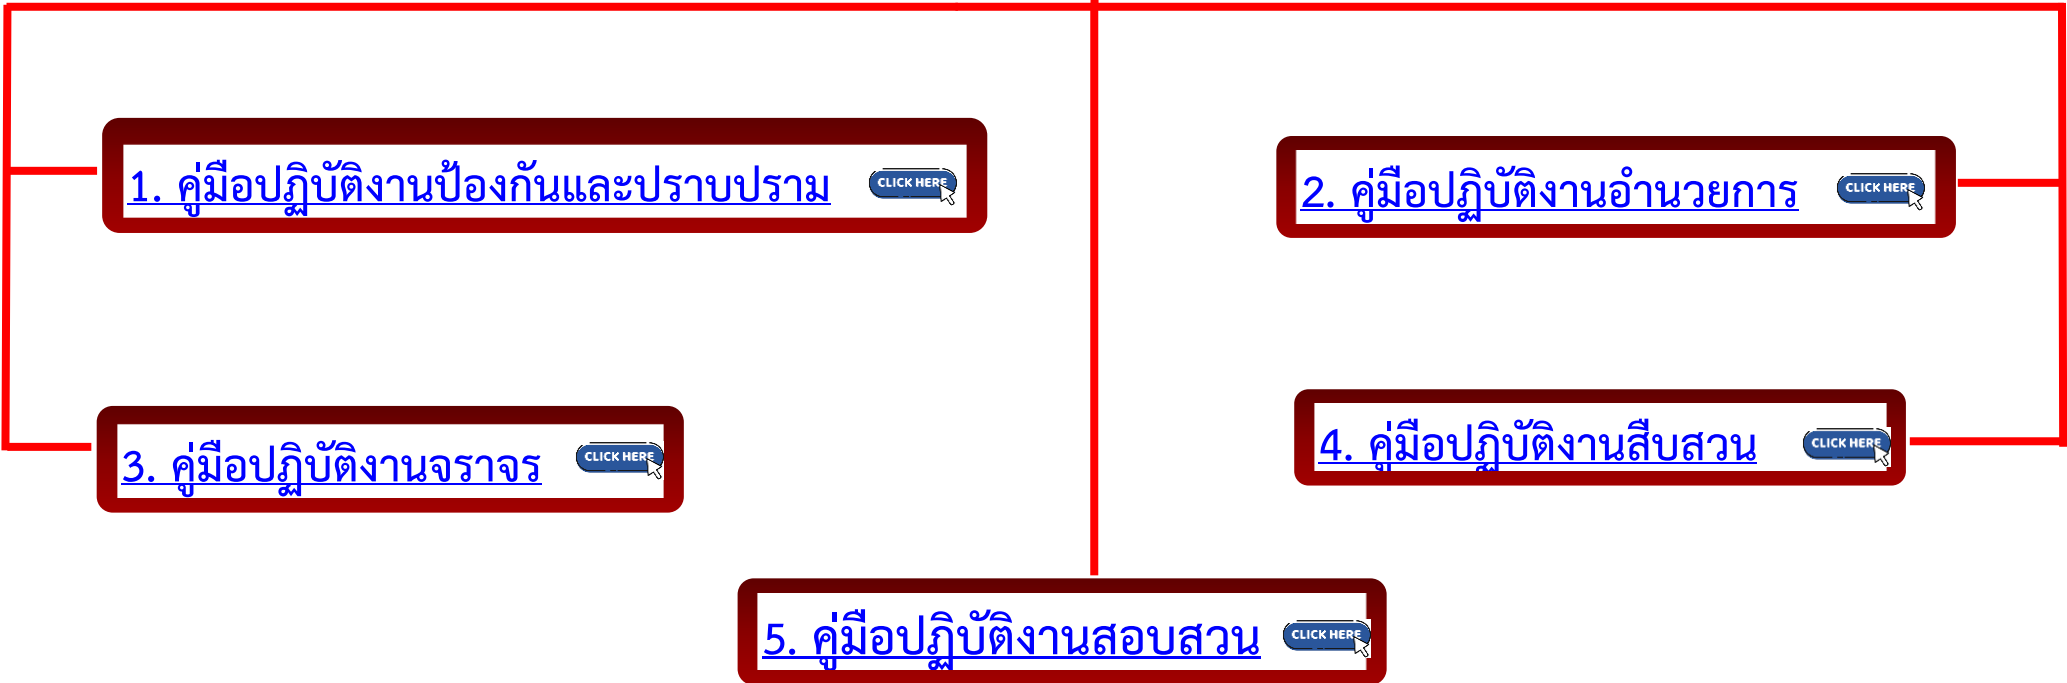 1. คู่มือปฏิบัติงานป้องกันและปราบปราม CLICK HERE
2. คู่มือปฏิบัติงานอำนวยการ CLICK HERE
3. คู่มือปฏิบัติงานจราจร CLICK HERE
4. คู่มือปฏิบัติงานสืบสวน CLICK HERE
5. คู่มือปฏิบัติงานสอบสวน CLICK HERE